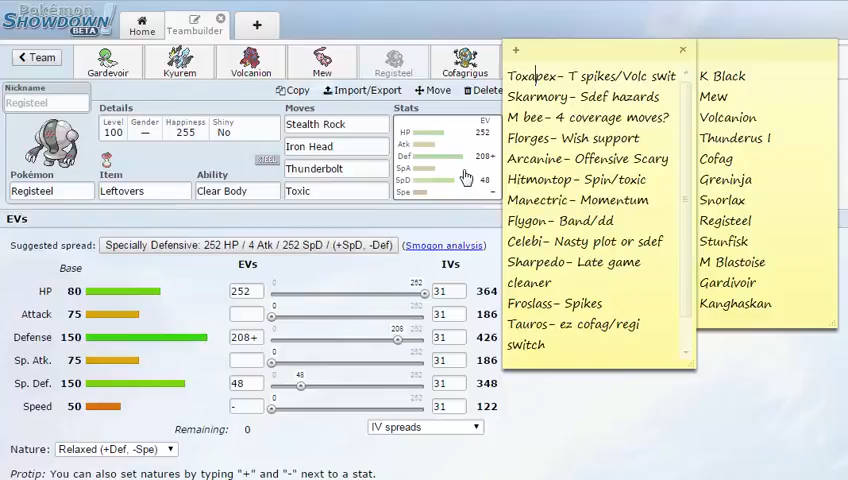 Pokémon
SHOWDOWN
BETA
Home
Teambuilder
+
< Team
Gardevoir
Kyurem
Volcanion
Mew
Registeel
Cofagrigus
Copy
Import/Export
Move
Delete
Nickname
Registeel
Details
Level Gender Happiness Shiny
100 — 255 No
STEEL
Pokémon
Registeel
Item
Leftovers
Ability
Clear Body
Moves
Stealth Rock
Iron Head
Thunderbolt
Toxic
Stats
EV
HP 252
Atk
Def 208+
SpA
SpD 48
Spe -
+ ×
Toxapex- T spikes/Volc swit
Skarmory- Sdef hazards
M bee- 4 coverage moves?
Florges- Wish support
Arcanine- Offensive Scary
Hitmontop- Spin/toxic
Manectric- Momentum
Flygon- Band/dd
Celebi- Nasty plot or sdef
Sharpedo- Late game
cleaner
Froslass- Spikes
Tauros- ez cofag/regi
switch
K Black
Mew
Volcanion
Thunderus I
Cofag
Greninja
Snorlax
Registeel
Stunfisk
M Blastoise
Gardivoir
Kanghaskan
EVs
Suggested spread: Specially Defensive: 252 HP / 4 Atk / 252 SpD / (+SpD, -Def) (Smogon analysis)
Base EVs IVs
HP 80 252 252 31 364
Attack 75 0 31 186
Defense 150 208+ 208 31 426
Sp. Atk. 75 0 31 186
Sp. Def. 150 48 48 31 348
Speed 50 - 0 31 122
Remaining: 0 IV spreads
Nature: Relaxed (+Def, -Spe)
Protip: You can also set natures by typing "+" and "-" next to a stat.